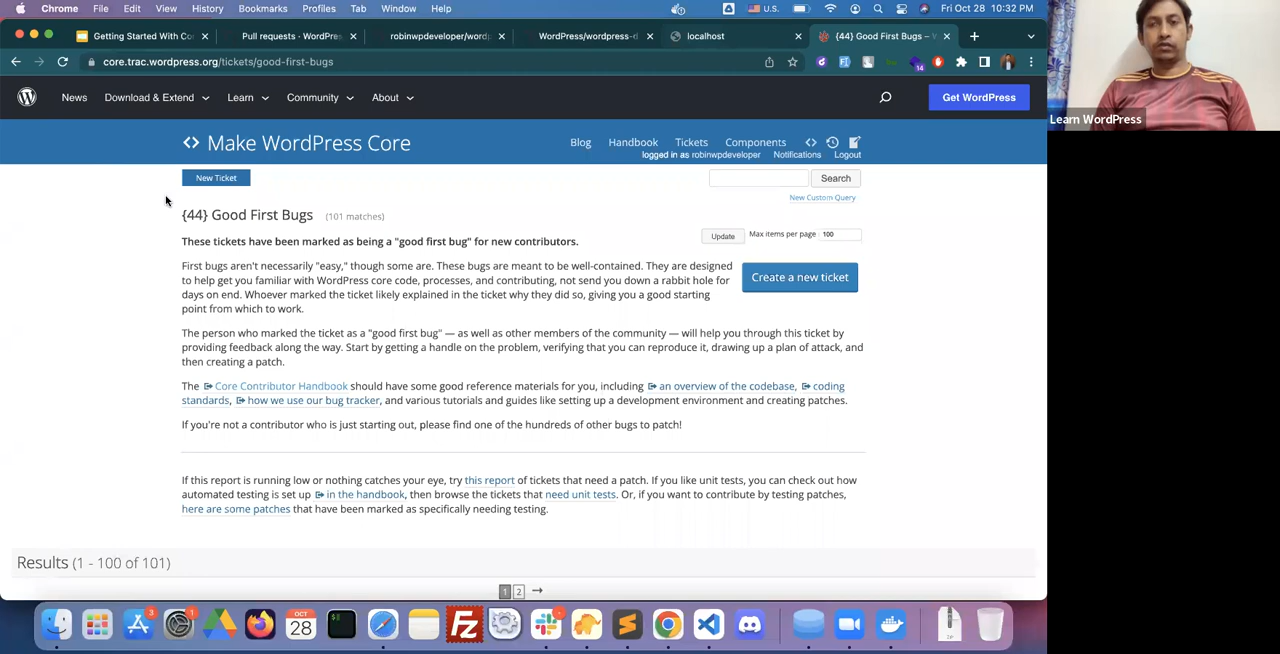 Chrome File Edit View History Bookmarks Profiles Tab Window Help U.S. Fri Oct 28 10:32 PM
Getting Started With Co Pull requests · WordPres robinwpdeveloper/word WordPress/wordpress-d localhost {44} Good First Bugs – W
core.trac.wordpress.org/tickets/good-first-bugs
14
News Download & Extend Learn Community About Get WordPress
Learn WordPress
Make WordPress Core Blog Handbook Tickets Components
logged in as robinwpdeveloper Notifications Logout
New Ticket Search
New Custom Query
{44} Good First Bugs (101 matches)
Update Max items per page 100
These tickets have been marked as being a "good first bug" for new contributors.
First bugs aren't necessarily "easy," though some are. These bugs are meant to be well-contained. They are designed
to help get you familiar with WordPress core code, processes, and contributing, not send you down a rabbit hole for
days on end. Whoever marked the ticket likely explained in the ticket why they did so, giving you a good starting
point from which to work.
Create a new ticket
The person who marked the ticket as a "good first bug" — as well as other members of the community — will help you through this ticket by
providing feedback along the way. Start by getting a handle on the problem, verifying that you can reproduce it, drawing up a plan of attack, and
then creating a patch.
The Core Contributor Handbook should have some good reference materials for you, including an overview of the codebase, coding
standards, how we use our bug tracker, and various tutorials and guides like setting up a development environment and creating patches.
If you're not a contributor who is just starting out, please find one of the hundreds of other bugs to patch!
If this report is running low or nothing catches your eye, try this report of tickets that need a patch. If you like unit tests, you can check out how
automated testing is set up in the handbook, then browse the tickets that need unit tests. Or, if you want to contribute by testing patches,
here are some patches that have been marked as specifically needing testing.
Results (1 - 100 of 101)
1 2 →
3 1 OCT
28
Fz